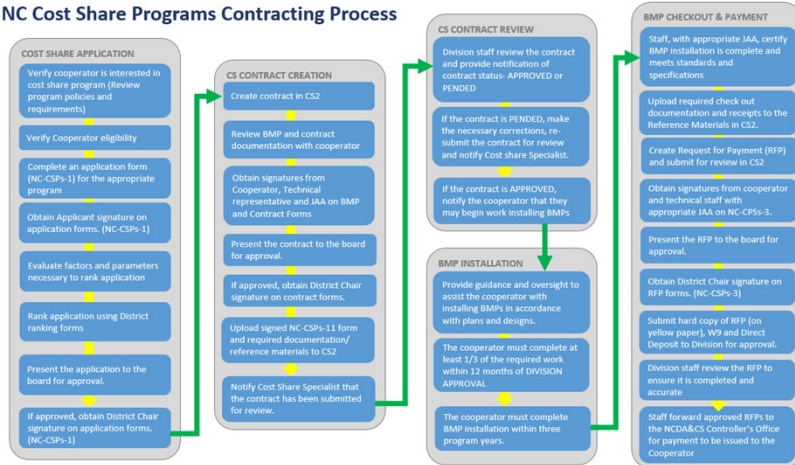 NC Cost Share Programs Contracting Process
COST SHARE APPLICATION
Verify cooperator is interested in
cost share program (Review
program policies and
requirements)
Verify Cooperator eligibility
Complete an application form
(NC-CSPs-1) for the appropriate
program
Obtain Applicant signature on
application forms. (NC-CSPs-1)
Evaluate factors and parameters
necessary to rank application
Rank application using District
ranking forms
Present the application to the
board for approval.
If approved, obtain District Chair
signature on application forms.
(NC-CSPs-1)
CS CONTRACT CREATION
Create contract in CS2
Review BMP and contract
documentation with cooperator
Obtain signatures from
Cooperator, Technical
representative and JAA on BMP
and Contract Forms
Present the contract to the board
for approval.
If approved, obtain District Chair
signature on contract forms.
Upload signed NC-CSPs-11 form
and required documentation/
reference materials to CS2
Notify Cost Share Specialist that
the contract has been submitted
for review.
CS CONTRACT REVIEW
Division staff review the contract
and provide notification of
contract status- APPROVED or
PENDED
If the contract is PENDED, make
the necessary corrections, re-
submit the contract for review
and notify Cost share Specialist.
If the contract is APPROVED,
notify the cooperator that they
may begin work installing BMPs
BMP INSTALLATION
Provide guidance and oversight to
assist the cooperator with
installing BMPs in accordance
with plans and designs.
The cooperator must complete at
least 1/3 of the required work
within 12 months of DIVISION
APPROVAL
The cooperator must complete
BMP installation within three
program years.
BMP CHECKOUT & PAYMENT
Staff, with appropriate JAA, certify
BMP installation is complete and
meets standards and
specifications
Upload required check out
documentation and receipts to the
Reference Materials in CS2.
Create Request for Payment (RFP)
and submit for review in CS2
Obtain signatures from cooperator
and technical staff with
appropriate JAA on NC-CPSs-3.
Present the RFP to the board for
approval.
Obtain District Chair signature on
RFP forms. (NC-CSPs-3)
Submit hard copy of RFP (on
yellow paper), W9 and Direct
Deposit to Division for approval.
Division staff review the RFP to
ensure it is completed and
accurate
Staff forward approved RFPs to
the NCDA&CS Controller's Office
for payment to be issued to the
Cooperator